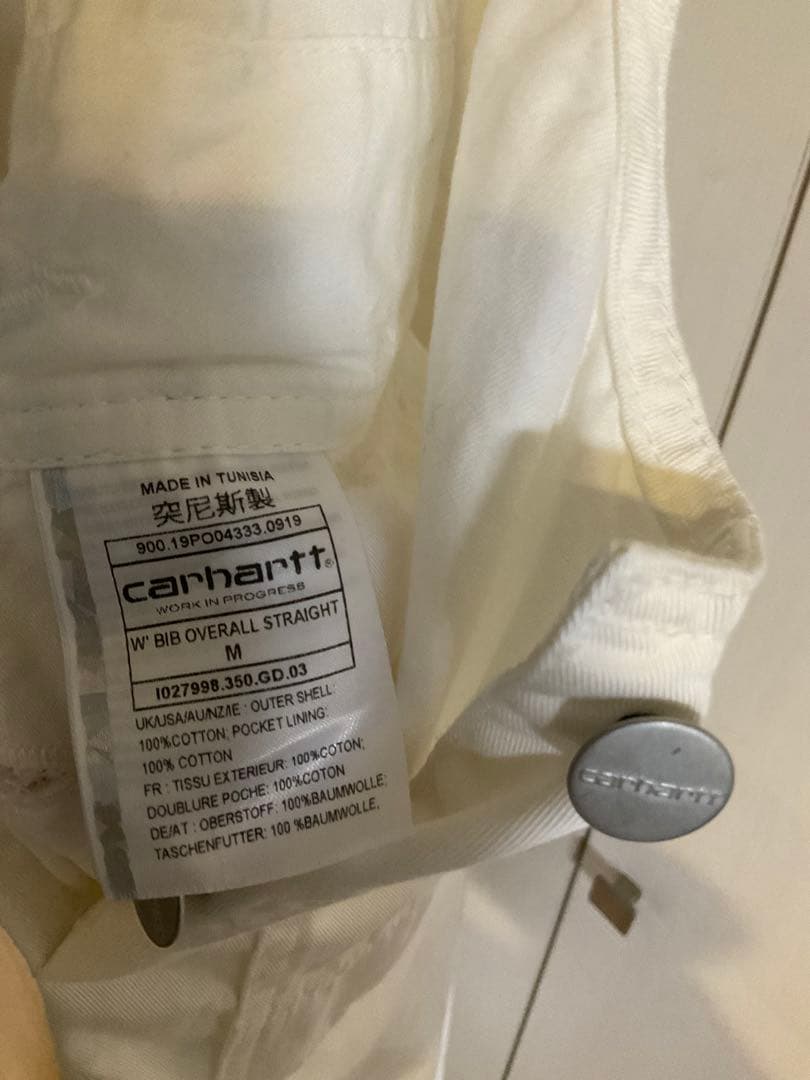 MADE IN TUNISIA
突尼斯製
900.19PO04333.0919
carhartt®
WORK IN PROGRESS
W' BIB OVERALL STRAIGHT
M
I027998.350.GD.03
UK/USA/AU/NZ/IE : OUTER SHELL:
100%COTTON; POCKET LINING:
100% COTTON
FR : TISSU EXTERIEUR: 100%COTON;
DOUBLURE POCHE: 100%COTON
DE/AT : OBERSTOFF: 100%BAUMWOLLE;
TASCHENFUTTER: 100 %BAUMWOLLE,
carhartt